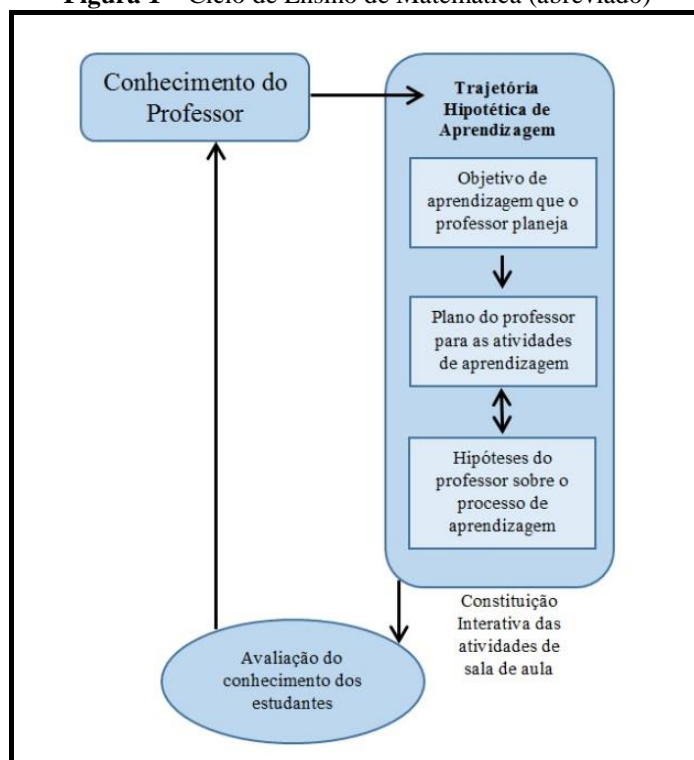 Figura 1 – Ciclo de Ensino de Matemática (abreviado)
Conhecimento do
Professor
Trajetória
Hipotética de
Aprendizagem
Objetivo de
aprendizagem que o
professor planeja
Plano do professor
para as atividades
de aprendizagem
Hipóteses do
professor sobre o
processo de
aprendizagem
Constituição
Interativa das
atividades de
sala de aula
Avaliação do
conhecimento dos
estudantes